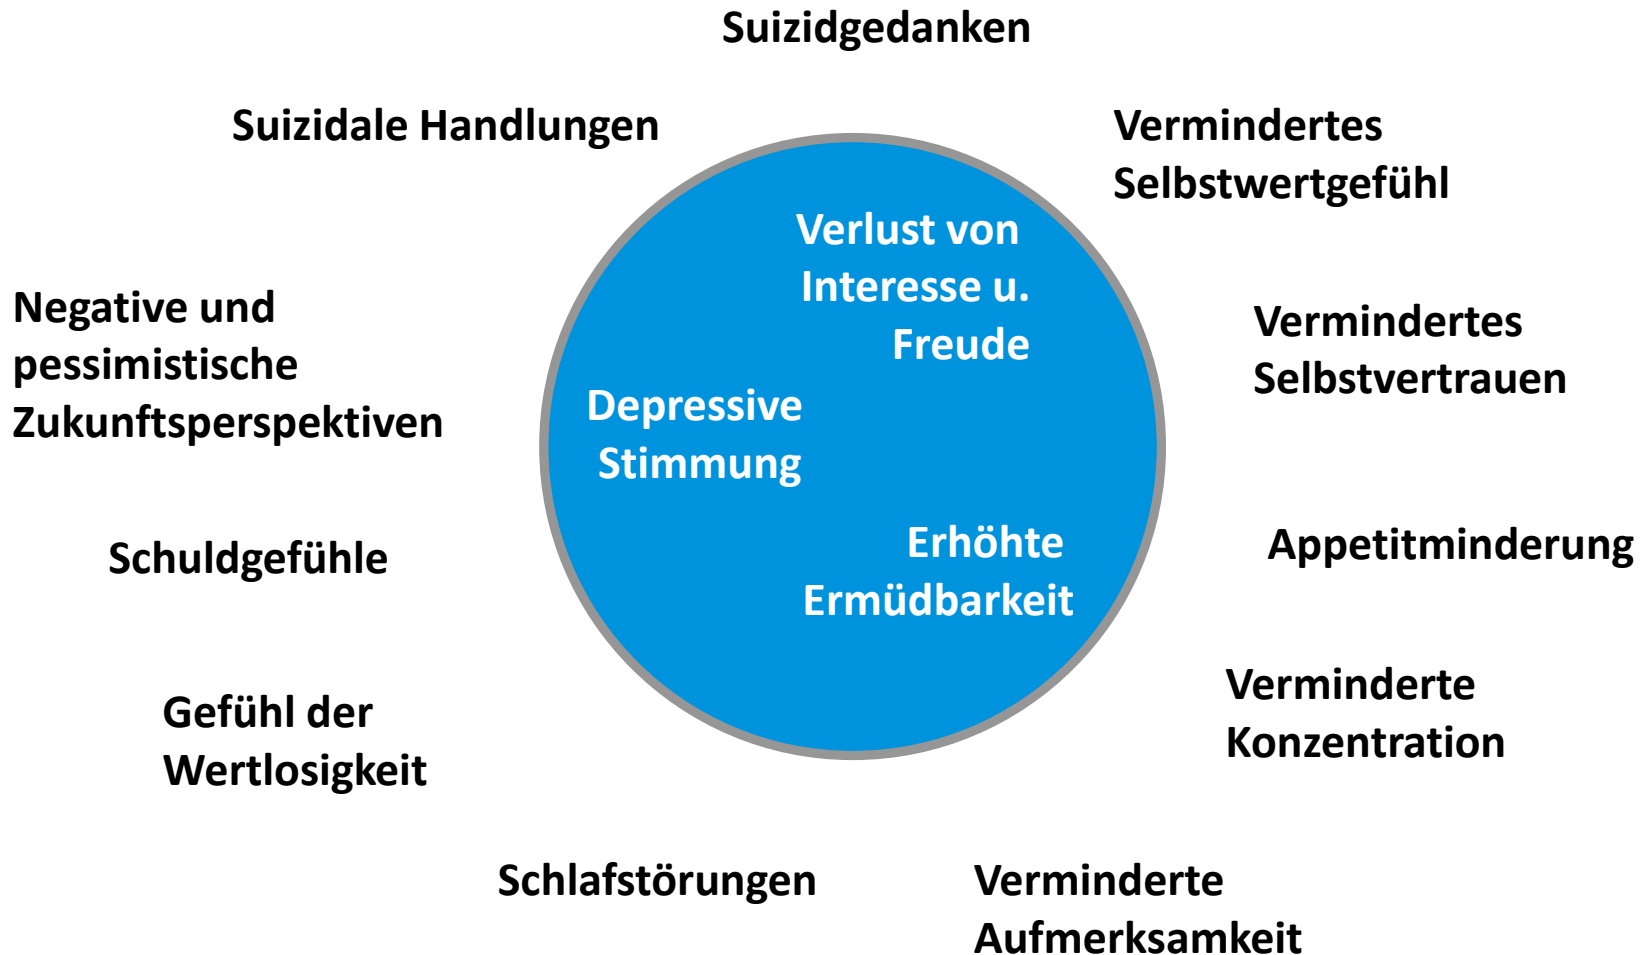 Suizidgedanken
Suizidale Handlungen
Vermindertes
Selbstwertgefühl
Verlust von
Interesse u.
Freude
Negative und
pessimistische
Zukunftsperspektiven
Vermindertes
Selbstvertrauen
Depressive
Stimmung
Erhöhte
Ermüdbarkeit
Schuldgefühle
Appetitminderung
Gefühl der
Wertlosigkeit
Verminderte
Konzentration
Schlafstörungen
Verminderte
Aufmerksamkeit